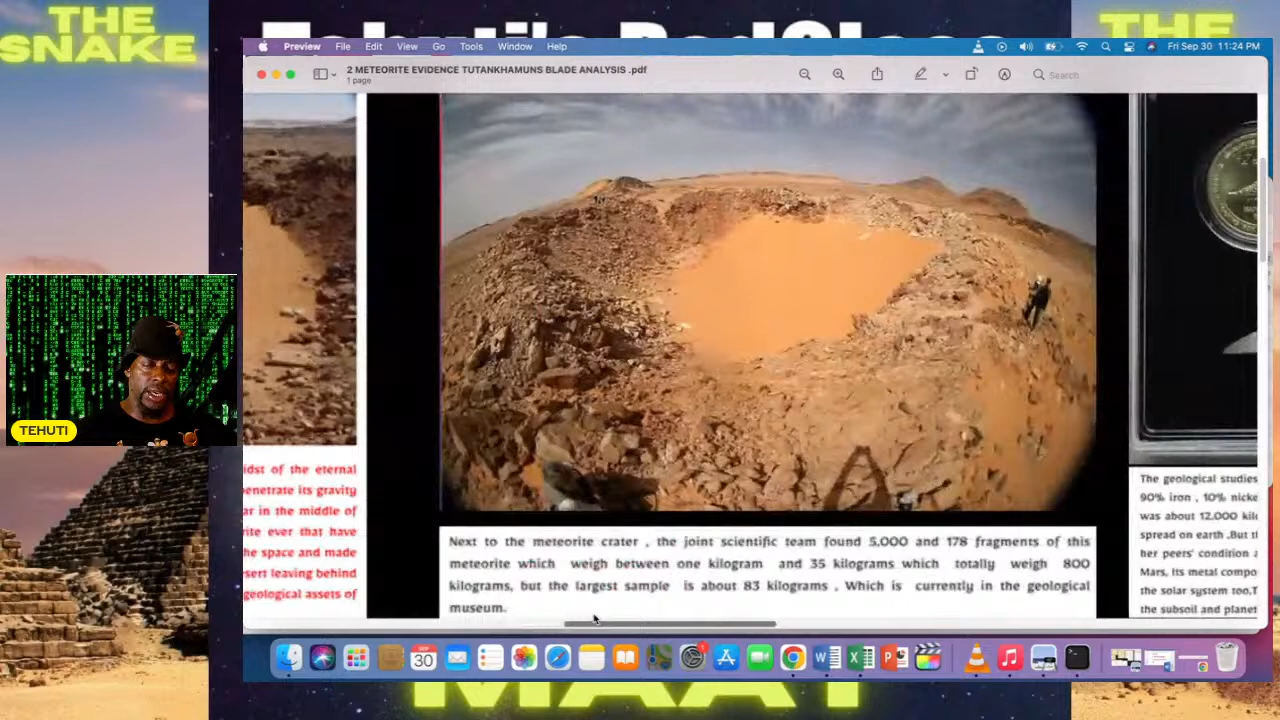 THE
SNAKE
THE
Preview File Edit View Go Tools Window Help
Fri Sep 30 11:24 PM
2 METEORITE EVIDENCE TUTANKHAMUNS BLADE ANALYSIS .pdf
1 page
Search
TEHUTI
idst of the eternal
enetrate its gravity
ar in the middle of
rite ever that have
he space and made
sert leaving behind
geological assets of
Next to the meteorite crater , the joint scientific team found 5,000 and 178 fragments of this
meteorite which weigh between one kilogram and 35 kilograms which totally weigh 800
kilograms, but the largest sample is about 83 kilograms , Which is currently in the geological
museum.
The geological studies
90% iron , 10% nicke
was about 12,000 kil
spread on earth .But t
her peers' condition a
Mars, Its metal compo
the solar system too,T
the subsoil and planet
SEP
30
1
MAAT